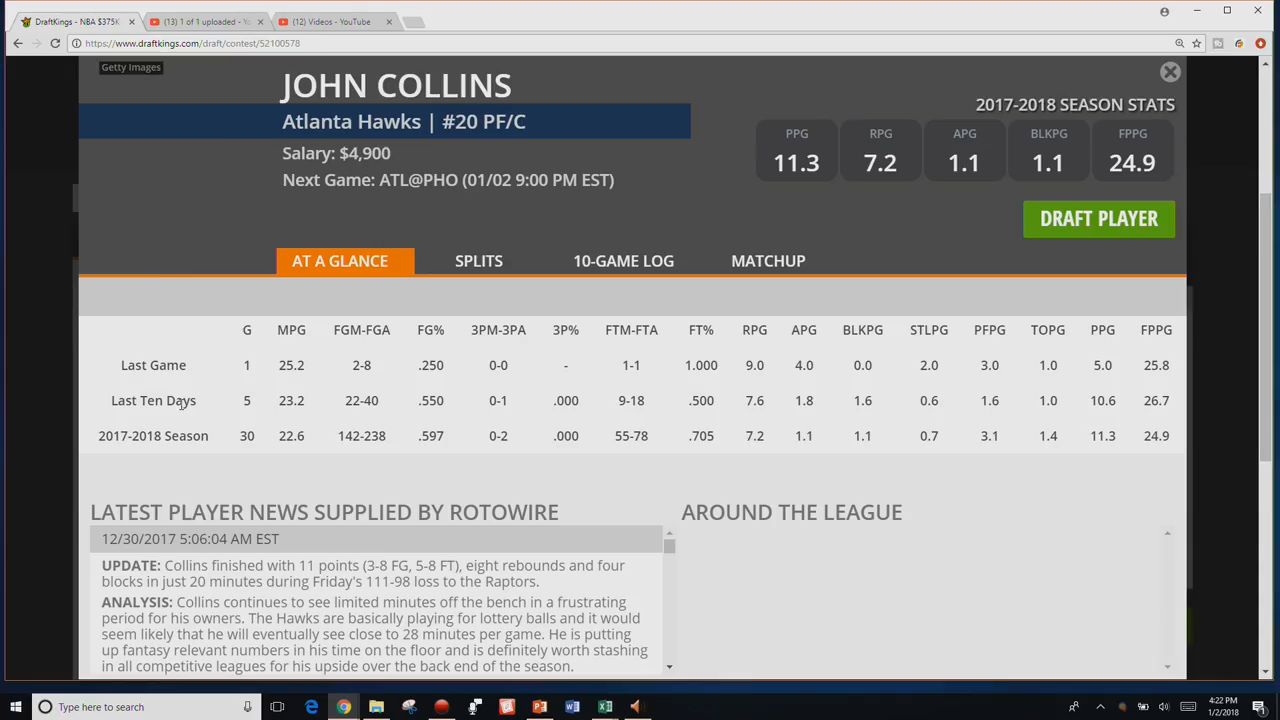 DraftKings - NBA $375K
(13) 1 of 1 uploaded - Yo
(12) Videos - YouTube
https://www.draftkings.com/draft/contest/52100578
Getty Images
JOHN COLLINS
Atlanta Hawks | #20 PF/C
Salary: $4,900
Next Game: ATL@PHO (01/02 9:00 PM EST)
2017-2018 SEASON STATS
PPG RPG APG BLKPG FPPG
11.3 7.2 1.1 1.1 24.9
DRAFT PLAYER
AT A GLANCE SPLITS 10-GAME LOG MATCHUP
G MPG FGM-FGA FG% 3PM-3PA 3P% FTM-FTA FT% RPG APG BLKPG STLPG PFPG TOPG PPG FPPG
Last Game 1 25.2 2-8 .250 0-0 - 1-1 1.000 9.0 4.0 0.0 2.0 3.0 1.0 5.0 25.8
Last Ten Days 5 23.2 22-40 .550 0-1 .000 9-18 .500 7.6 1.8 1.6 0.6 1.6 1.0 10.6 26.7
2017-2018 Season 30 22.6 142-238 .597 0-2 .000 55-78 .705 7.2 1.1 1.1 0.7 3.1 1.4 11.3 24.9
LATEST PLAYER NEWS SUPPLIED BY ROTOWIRE
12/30/2017 5:06:04 AM EST
UPDATE: Collins finished with 11 points (3-8 FG, 5-8 FT), eight rebounds and four
blocks in just 20 minutes during Friday's 111-98 loss to the Raptors.
ANALYSIS: Collins continues to see limited minutes off the bench in a frustrating
period for his owners. The Hawks are basically playing for lottery balls and it would
seem likely that he will eventually see close to 28 minutes per game. He is putting
up fantasy relevant numbers in his time on the floor and is definitely worth stashing
in all competitive leagues for his upside over the back end of the season.
AROUND THE LEAGUE
Type here to search
4:22 PM
1/2/2018